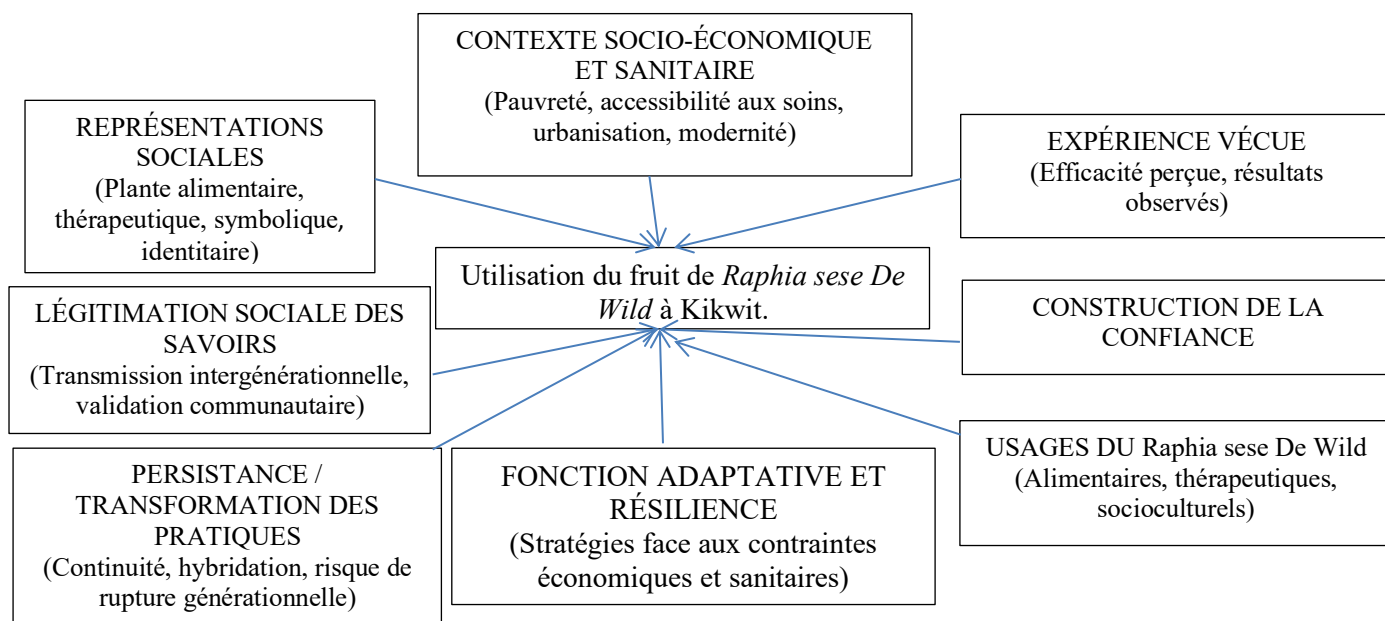 CONTEXTE SOCIO-ÉCONOMIQUE
ET SANITAIRE
(Pauvreté, accessibilité aux soins,
urbanisation, modernité)
REPRÉSENTATIONS
SOCIALES
(Plante alimentaire,
thérapeutique, symbolique,
identitaire)
EXPÉRIENCE VÉCUE
(Efficacité perçue, résultats
observés)
Utilisation du fruit de Raphia sese De
Wild à Kikwit.
LÉGITIMATION SOCIALE DES
SAVOIRS
(Transmission intergénérationnelle,
validation communautaire)
CONSTRUCTION DE LA
CONFIANCE
PERSISTANCE /
TRANSFORMATION DES
PRATIQUES
(Continuité, hybridation, risque de
rupture générationnelle)
FONCTION ADAPTATIVE ET
RÉSILIENCE
(Stratégies face aux contraintes
économiques et sanitaires)
USAGES DU Raphia sese De Wild
(Alimentaires, thérapeutiques,
socioculturels)